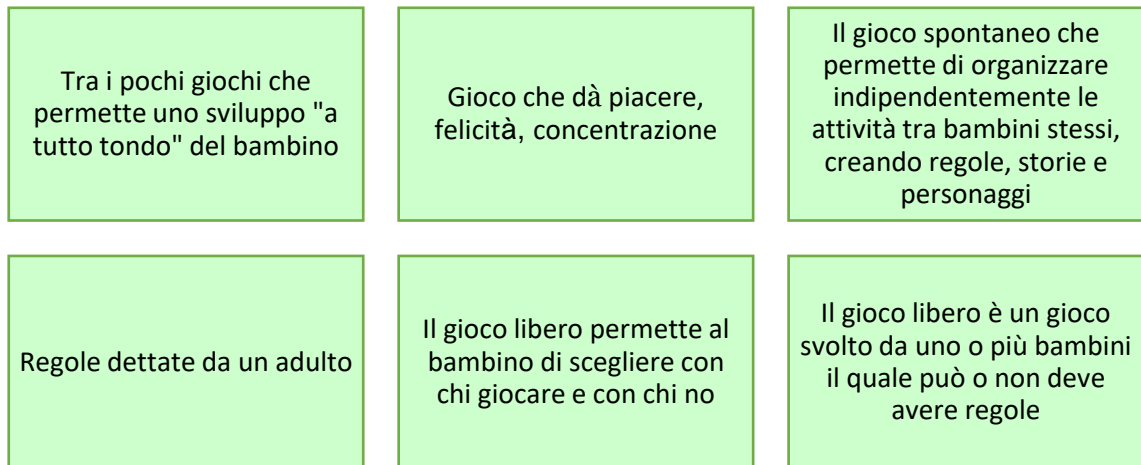 Tra i pochi giochi che
permette uno sviluppo "a
tutto tondo" del bambino
Gioco che dà piacere,
felicità, concentrazione
Il gioco spontaneo che
permette di organizzare
indipendentemente le
attività tra bambini stessi,
creando regole, storie e
personaggi
Regole dettate da un adulto
Il gioco libero permette al
bambino di scegliere con
chi giocare e con chi no
Il gioco libero è un gioco
svolto da uno o più bambini
il quale può o non deve
avere regole